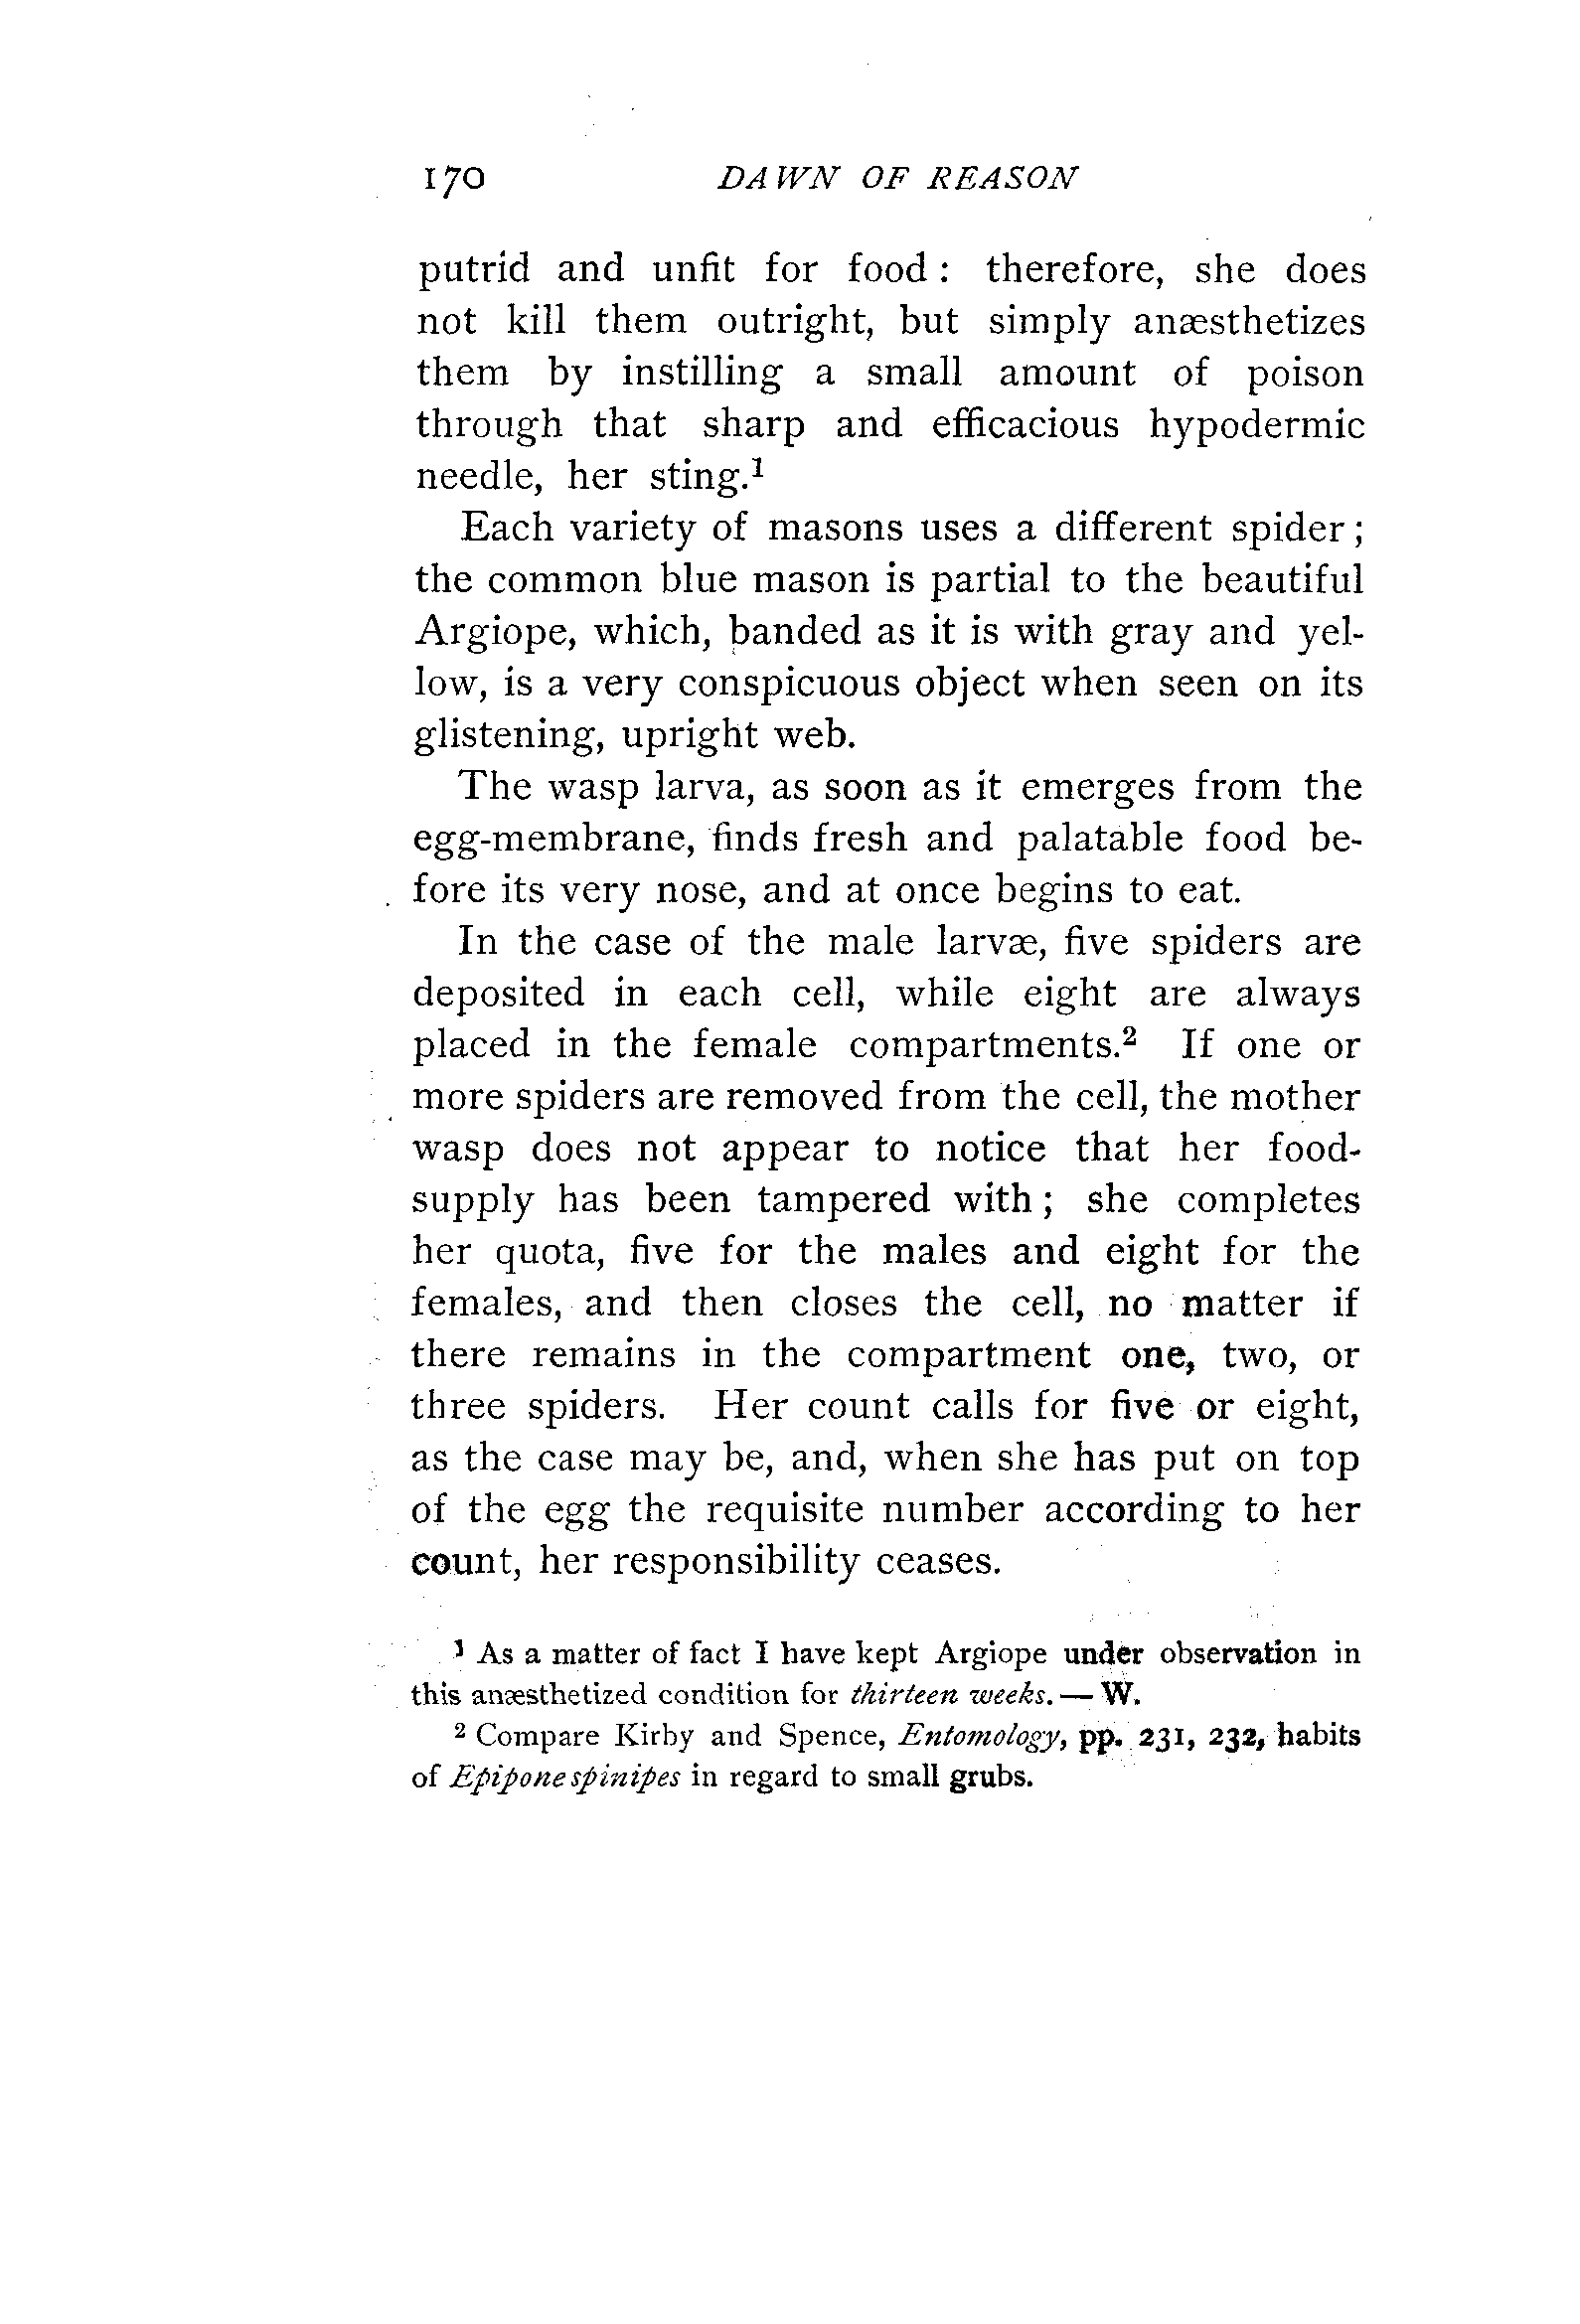 170 DAWN OF REASON
putrid and unfit for food : therefore, she does
not kill them outright, but simply anæsthetizes
them by instilling a small amount of poison
through that sharp and efficacious hypodermic
needle, her sting.¹
Each variety of masons uses a different spider ;
the common blue mason is partial to the beautiful
Argiope, which, banded as it is with gray and yel-
low, is a very conspicuous object when seen on its
glistening, upright web.
The wasp larva, as soon as it emerges from the
egg-membrane, finds fresh and palatable food be-
fore its very nose, and at once begins to eat.
In the case of the male larvæ, five spiders are
deposited in each cell, while eight are always
placed in the female compartments.² If one or
more spiders are removed from the cell, the mother
wasp does not appear to notice that her food-
supply has been tampered with ; she completes
her quota, five for the males and eight for the
females, and then closes the cell, no matter if
there remains in the compartment one, two, or
three spiders. Her count calls for five or eight,
as the case may be, and, when she has put on top
of the egg the requisite number according to her
count, her responsibility ceases.
¹ As a matter of fact I have kept Argiope under observation in
this anæsthetized condition for thirteen weeks. — W.
² Compare Kirby and Spence, Entomology, pp. 231, 232, habits
of Epipone spinipes in regard to small grubs.